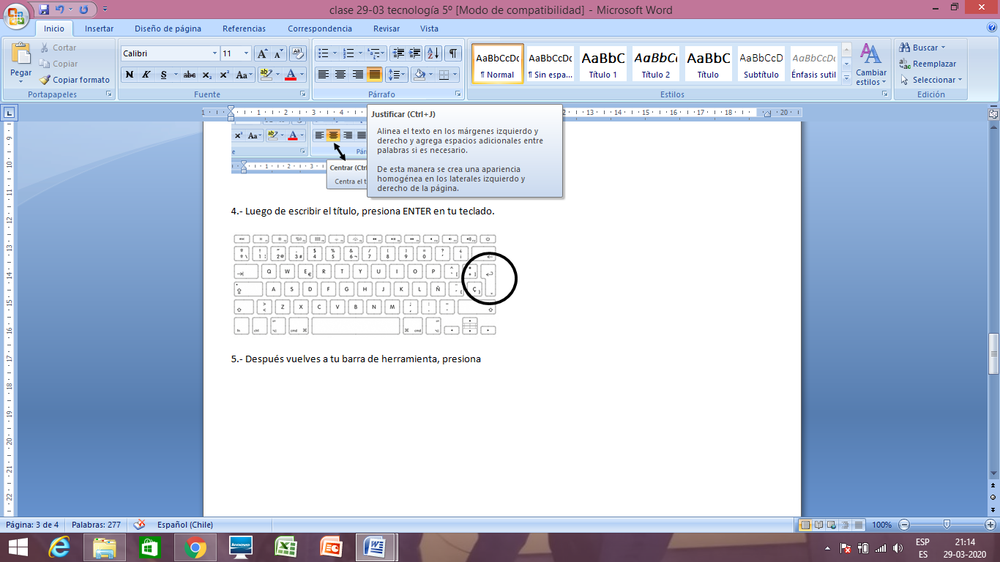 clase 29-03 tecnología 5º [Modo de compatibilidad] - Microsoft Word
Inicio Insertar Diseño de página Referencias Correspondencia Revisar Vista
Pegar
Cortar
Copiar
Copiar formato
Portapapeles
Calibri 11
N K S abc x₂ x² Aa ab A
Fuente
Párrafo
AaBbCcDc AaBbCcDc AaBbC AaBbCc AaBbC AaBbCcD AaBbCcDc
¶ Normal ¶ Sin espa... Título 1 Título 2 Título Subtítulo Énfasis sutil
Cambiar estilos
Estilos
Buscar
Reemplazar
Seleccionar
Edición
Justificar (Ctrl+J)
Alinea el texto en los márgenes izquierdo y
derecho y agrega espacios adicionales entre
palabras si es necesario.
De esta manera se crea una apariencia
homogénea en los laterales izquierdo y
derecho de la página.
x² Aa ab A
Pár
Centrar (Ctr
Centra el t
4.- Luego de escribir el título, presiona ENTER en tu teclado.
Q W E € R T Y U I O P
A S D F G H J K L Ñ Ç
Z X C V B N M
fn ctrl cmd cmd
5.- Después vuelves a tu barra de herramienta, presiona
Página: 3 de 4 Palabras: 277 Español (Chile) 100%
lenovo
ESP 21:14
ES 29-03-2020